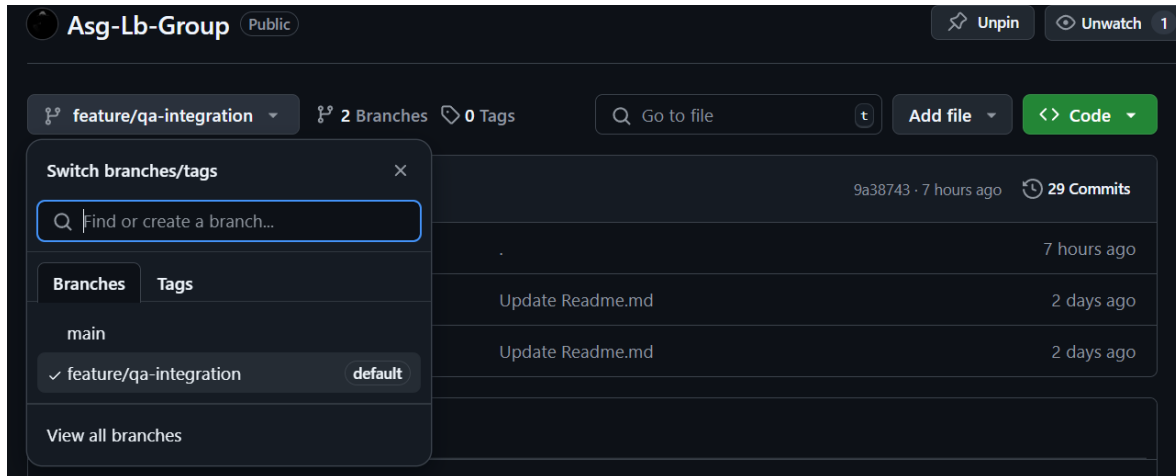 Asg-Lb-Group Public Unpin Unwatch 1
feature/qa-integration 2 Branches 0 Tags Go to file t Add file Code
Switch branches/tags
9a38743 · 7 hours ago 29 Commits
Find or create a branch...
. 7 hours ago
Branches Tags
Update Readme.md 2 days ago
main
Update Readme.md 2 days ago
feature/qa-integration default
View all branches